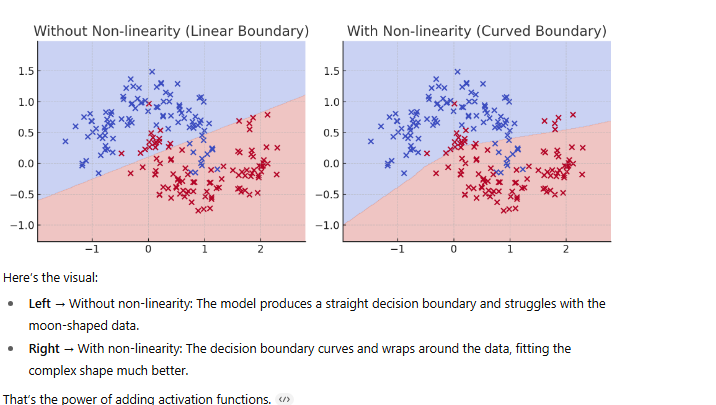 Without Non-linearity (Linear Boundary)
With Non-linearity (Curved Boundary)
1.5
1.0
0.5
0.0
−0.5
−1.0
−1
0
1
2
1.5
1.0
0.5
0.0
−0.5
−1.0
−1
0
1
2
Here's the visual:
• Left → Without non-linearity: The model produces a straight decision boundary and struggles with the
moon-shaped data.
• Right → With non-linearity: The decision boundary curves and wraps around the data, fitting the
complex shape much better.
That's the power of adding activation functions. </>